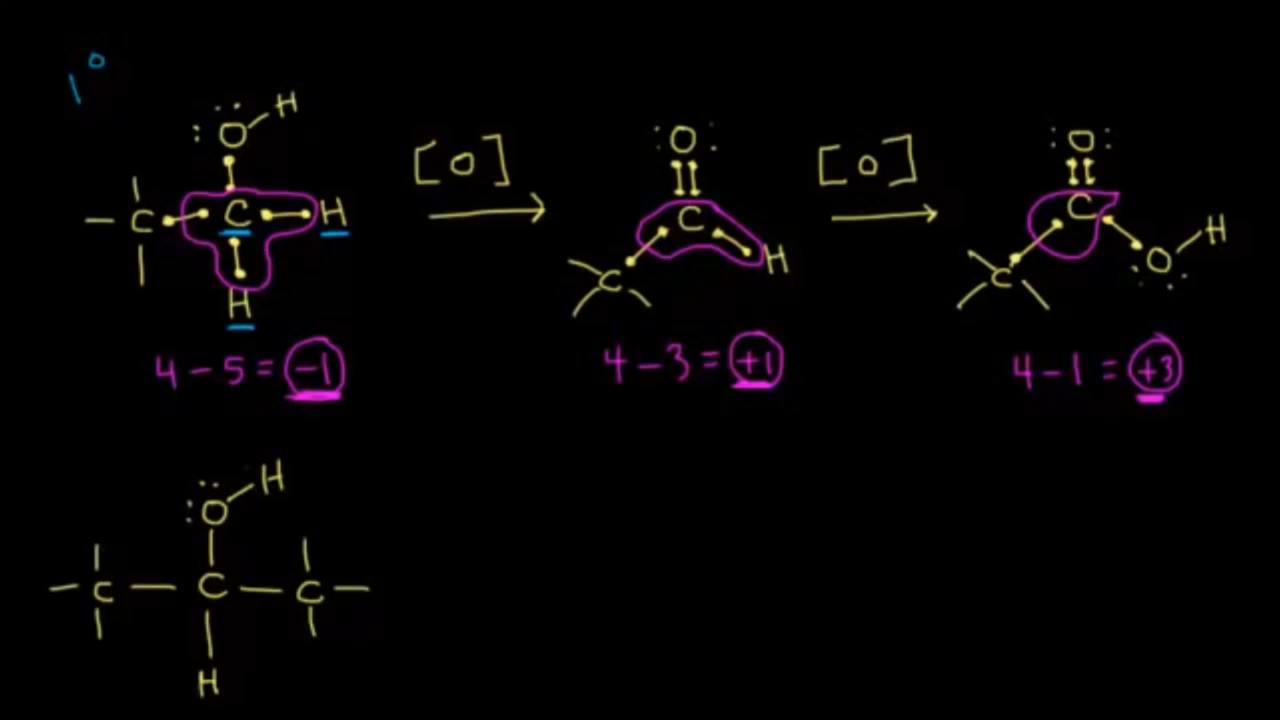 1°
:Ö-H [O] :O: [O] :O:
-C-C-H → C → C
H C H C Ö-H
4 - 5 = -1 4 - 3 = +1 4 - 1 = +3
:Ö-H
-C-C-C-
H